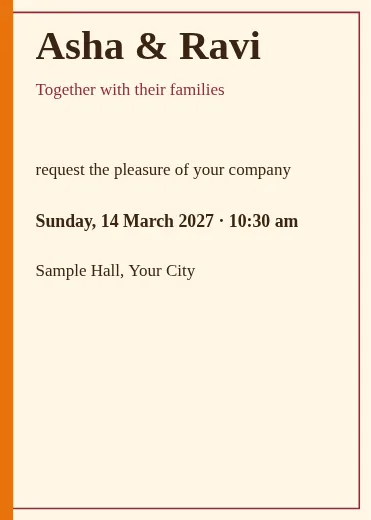 Asha & Ravi
Together with their families
request the pleasure of your company
Sunday, 14 March 2027 · 10:30 am
Sample Hall, Your City